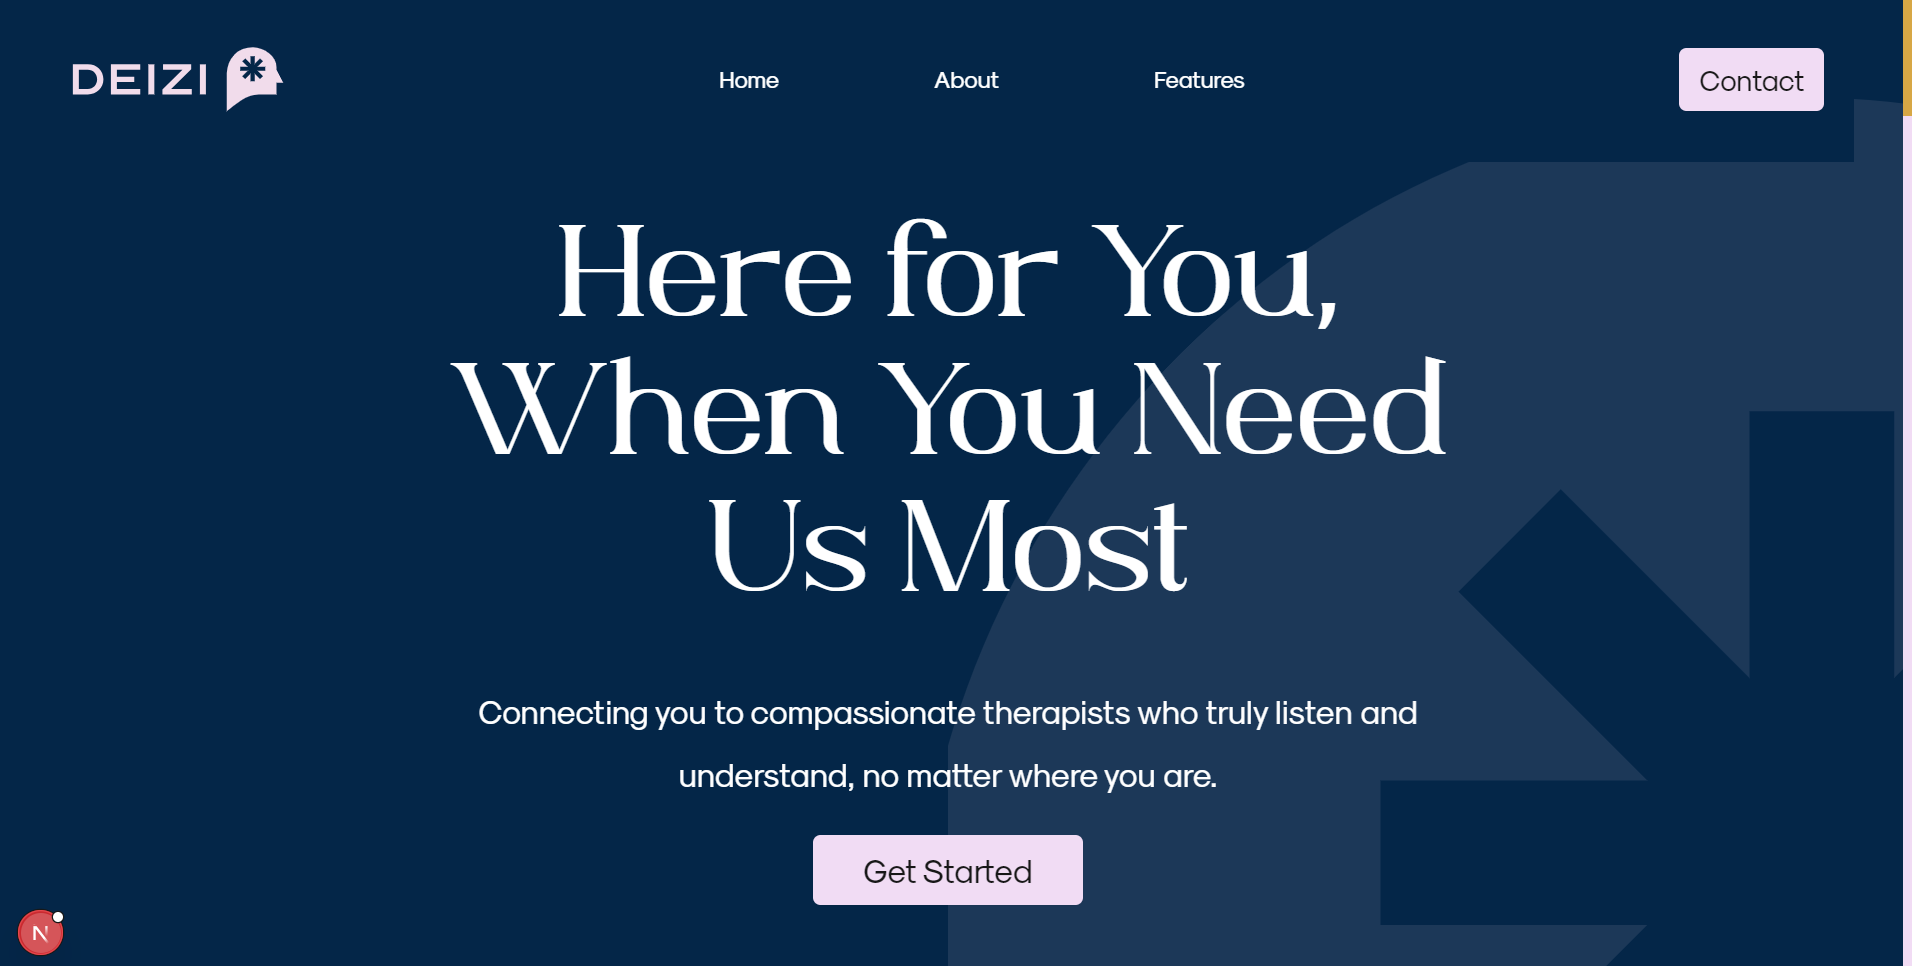 DEIZI
Home
About
Features
Contact
Here for You,
When You Need
Us Most
Connecting you to compassionate therapists who truly listen and
understand, no matter where you are.
Get Started
N